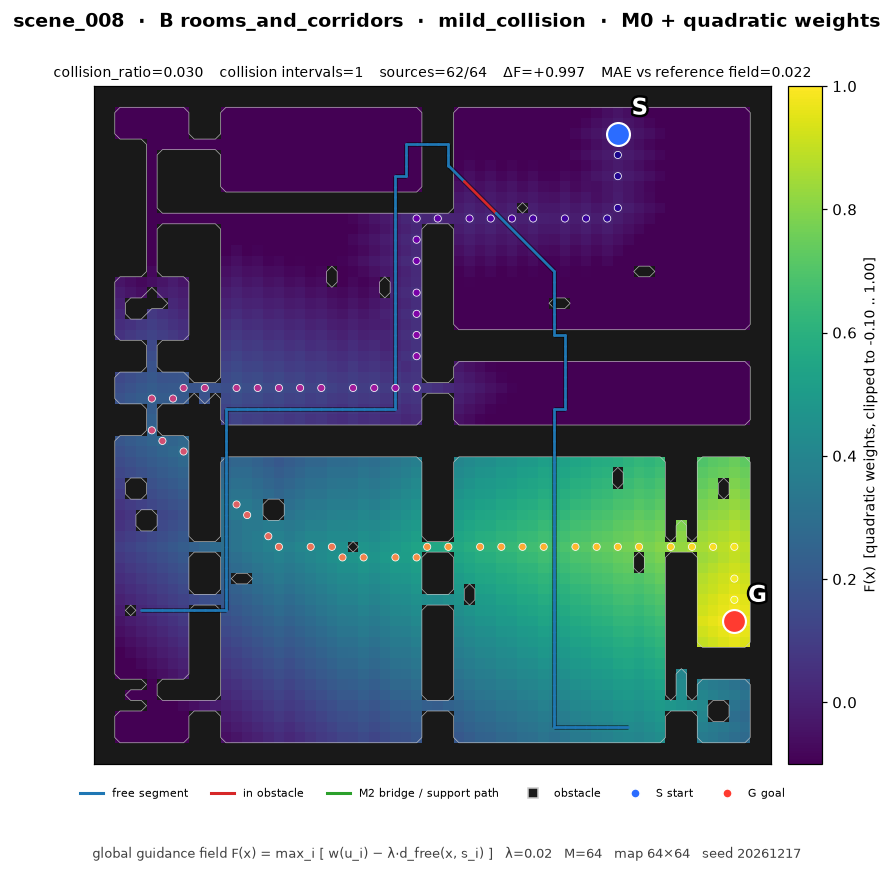 scene_008 · B rooms_and_corridors · mild_collision · M0 + quadratic weights
collision_ratio=0.030 collision intervals=1 sources=62/64 ΔF=+0.997 MAE vs reference field=0.022
S
G
1.0
0.8
0.6
0.4
0.2
0.0
F(x) [quadratic weights, clipped to -0.10 .. 1.00]
free segment in obstacle M2 bridge / support path obstacle S start G goal
global guidance field F(x) = max_i [ w(u_i) − λ·d_free(x, s_i) ] λ=0.02 M=64 map 64×64 seed 20261217